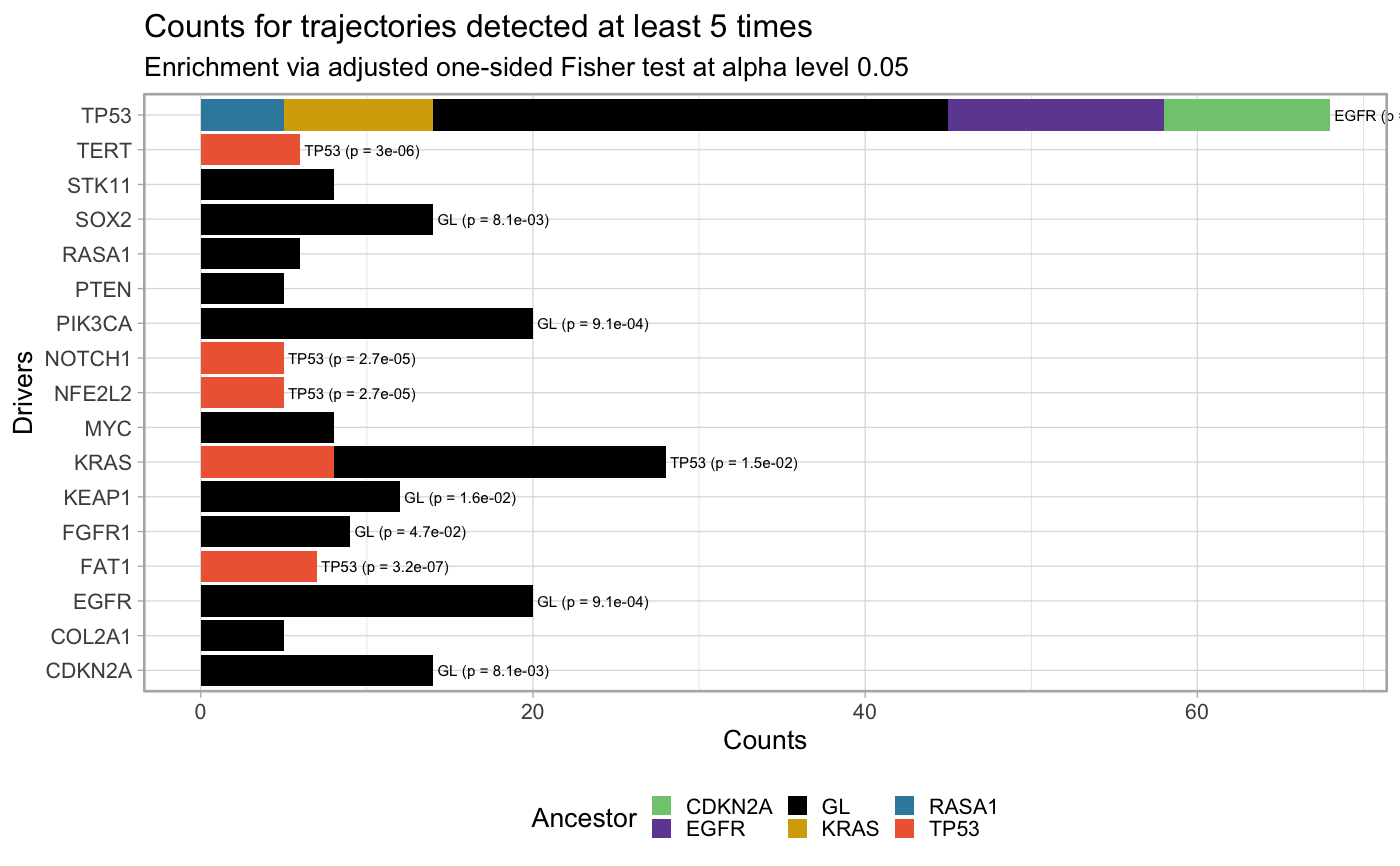 Counts for trajectories detected at least 5 times
Enrichment via adjusted one-sided Fisher test at alpha level 0.05
TP53 EGFR (p =
TERT TP53 (p = 3e-06)
STK11
SOX2 GL (p = 8.1e-03)
RASA1
PTEN
PIK3CA GL (p = 9.1e-04)
NOTCH1 TP53 (p = 2.7e-05)
NFE2L2 TP53 (p = 2.7e-05)
MYC
KRAS TP53 (p = 1.5e-02)
KEAP1 GL (p = 1.6e-02)
FGFR1 GL (p = 4.7e-02)
FAT1 TP53 (p = 3.2e-07)
EGFR GL (p = 9.1e-04)
COL2A1
CDKN2A GL (p = 8.1e-03)
Drivers
0 20 40 60
Counts
Ancestor
CDKN2A GL RASA1
EGFR KRAS TP53